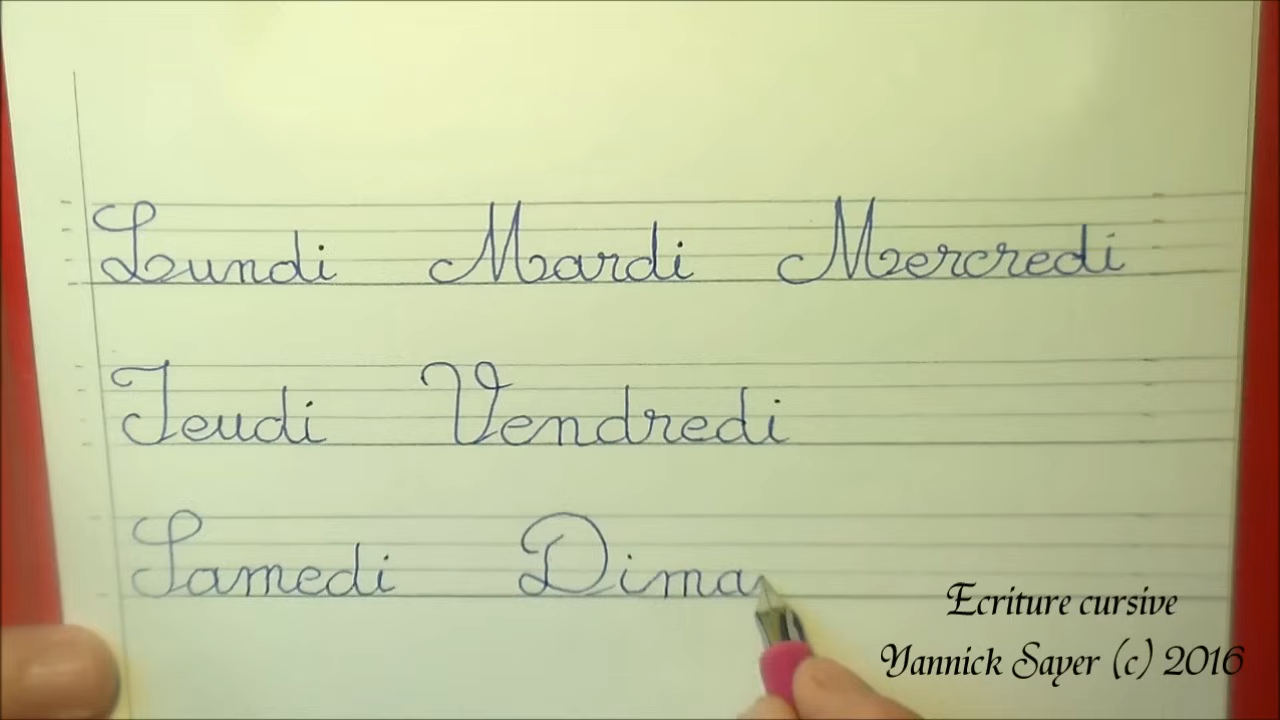 Lundi Mardi Mercredi
Jeudi Vendredi
Samedi Dima
Ecriture cursive
Yannick Sayer (c) 2016